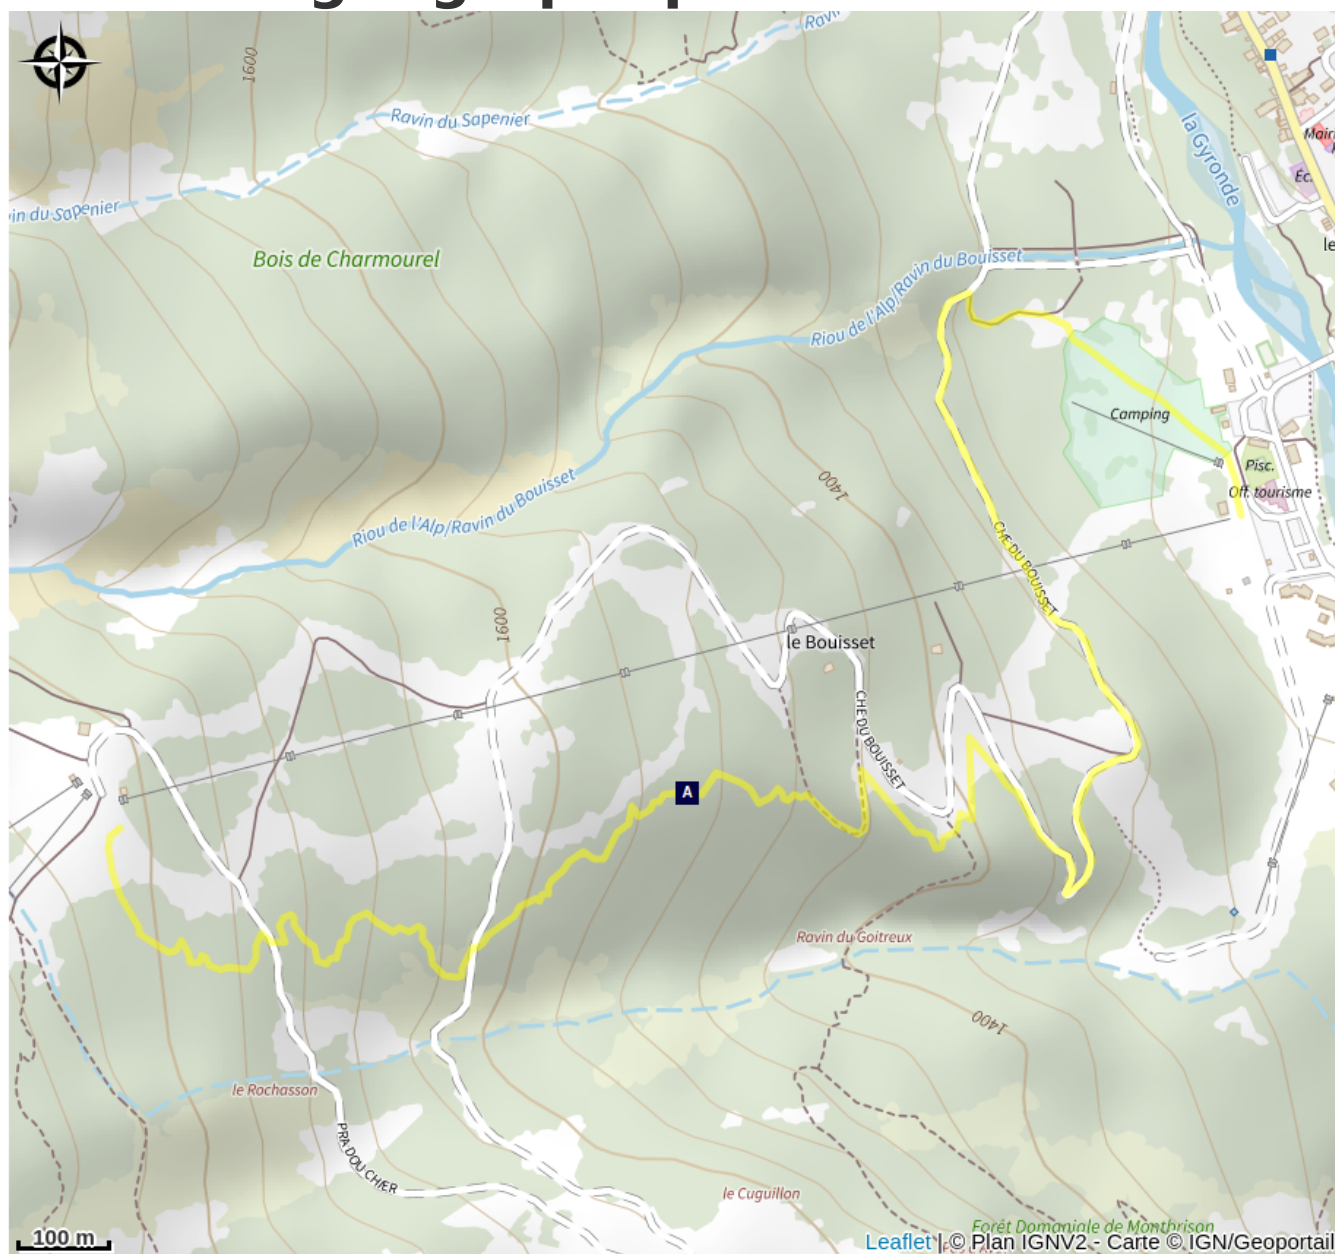 1600
Ravin
Ravin du Sapenier
la Gyronde
Mair
Éc.
vin du Sapenier
le
Bois de Charmourel
Riou de l'Alp/Ravin du Bouisset
Camping
Pisc.
1400
Off. tourisme
Riou de l'Alp/Ravin du Bouisset
CHE DU BOUISSET
1600
le Bouisset
CHE DU BOUISSET
A
Ravin du Goitreux
1400
le Rochasson
PRA DOU CHIER
le Cuguillon
Forêt Domaniale de Montbrison
100 m
Leaflet | © Plan IGNV2 - Carte © IGN/Geoportail